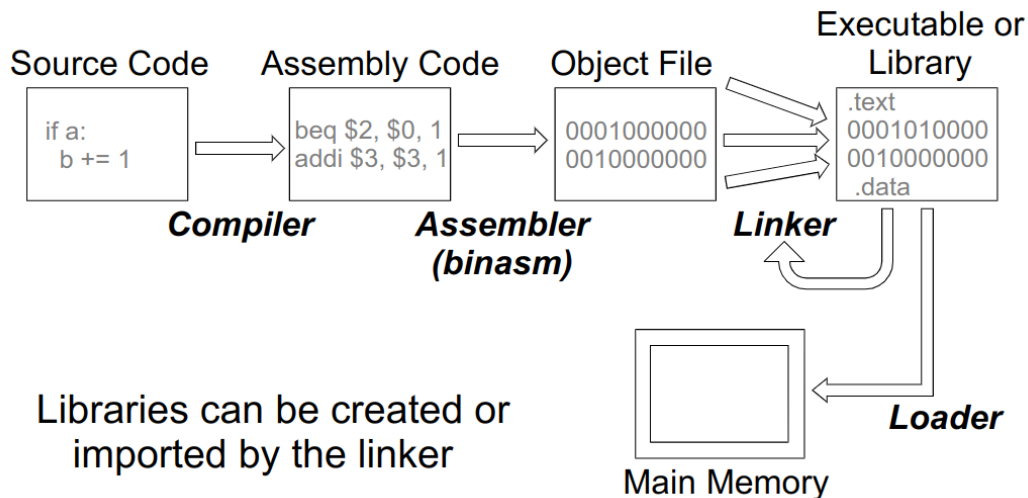 Source Code
if a:
b += 1
Compiler
Assembly Code
beq $2, $0, 1
addi $3, $3, 1
Assembler
(binasm)
Object File
0001000000
0010000000
Linker
Executable or
Library
.text
0001010000
0010000000
.data
Loader
Main Memory
Libraries can be created or
imported by the linker